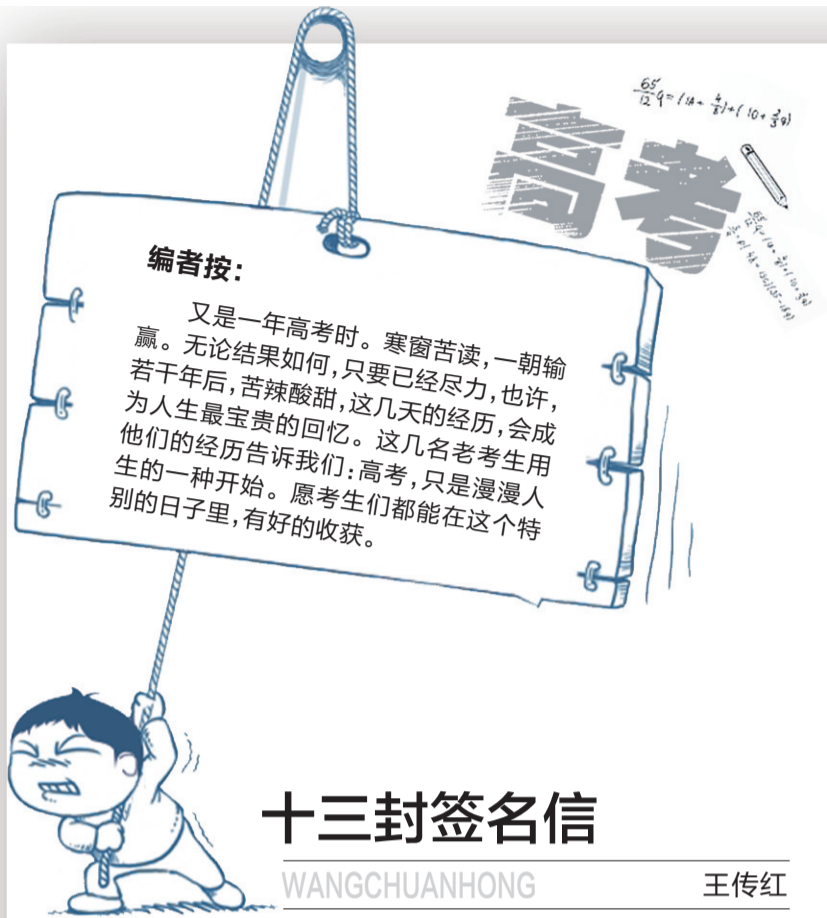 高考
编者按：
又是一年高考时。寒窗苦读，一朝输
赢。无论结果如何，只要已经尽力，也许，
若干年后，苦辣酸甜，这几天的经历，会成
为人生最宝贵的回忆。这几名老考生用
他们的经历告诉我们：高考，只是漫漫人
生的一种开始。愿考生们都能在这个特
别的日子里，有好的收获。
十三封签名信
WANGCHUANHONG
王传红